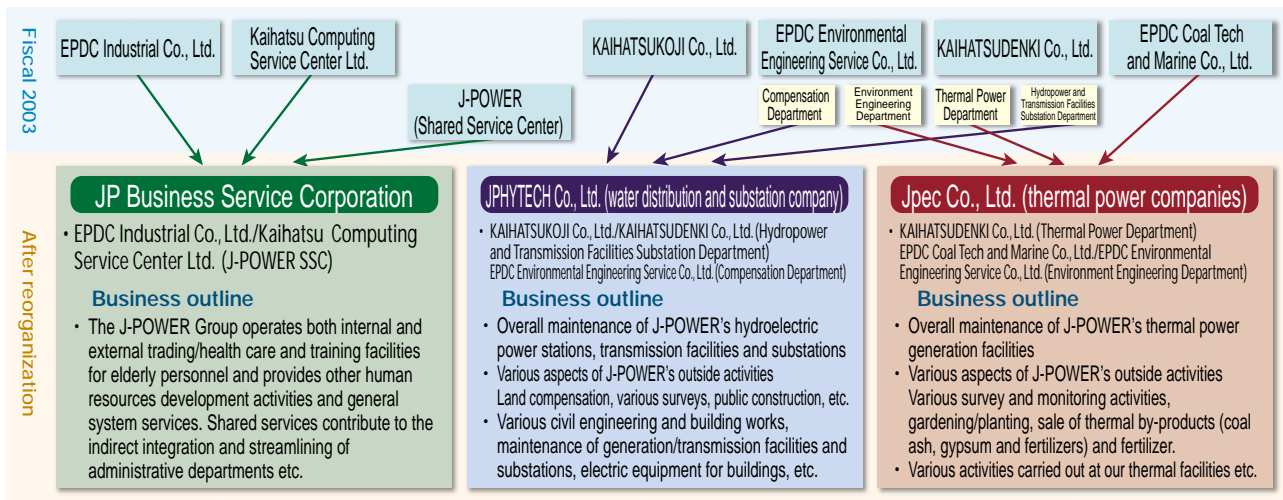 Fiscal 2003
EPDC Industrial Co., Ltd.
Kaihatsu Computing
Service Center Ltd.
J-POWER
(Shared Service Center)
KAIHATSUKOJI Co., Ltd.
EPDC Environmental
Engineering Service Co., Ltd.
KAIHATSUDENKI Co., Ltd.
EPDC Coal Tech
and Marine Co., Ltd.
Compensation
Department
Environment
Engineering
Department
Thermal Power
Department
Hydropower and
Transmission Facilities
Substation Department
After reorganization
JP Business Service Corporation
• EPDC Industrial Co., Ltd./Kaihatsu Computing
Service Center Ltd. (J-POWER SSC)
Business outline
• The J-POWER Group operates both internal and
external trading/health care and training facilities
for elderly personnel and provides other human
resources development activities and general
system services. Shared services contribute to the
indirect integration and streamlining of
administrative departments etc.
JPHYTECH Co., Ltd. (water distribution and substation company)
• KAIHATSUKOJI Co., Ltd./KAIHATSUDENKI Co., Ltd. (Hydropower
and Transmission Facilities Substation Department)
EPDC Environmental Engineering Service Co., Ltd. (Compensation Department)
Business outline
• Overall maintenance of J-POWER's hydroelectric
power stations, transmission facilities and substations
• Various aspects of J-POWER's outside activities
Land compensation, various surveys, public construction, etc.
• Various civil engineering and building works,
maintenance of generation/transmission facilities and
substations, electric equipment for buildings, etc.
Jpec Co., Ltd. (thermal power companies)
• KAIHATSUDENKI Co., Ltd. (Thermal Power Department)
EPDC Coal Tech and Marine Co., Ltd./EPDC Environmental
Engineering Service Co., Ltd. (Environment Engineering Department)
Business outline
• Overall maintenance of J-POWER's thermal power
generation facilities
• Various aspects of J-POWER's outside activities
Various survey and monitoring activities,
gardening/planting, sale of thermal by-products (coal
ash, gypsum and fertilizers) and fertilizer.
• Various activities carried out at our thermal facilities etc.